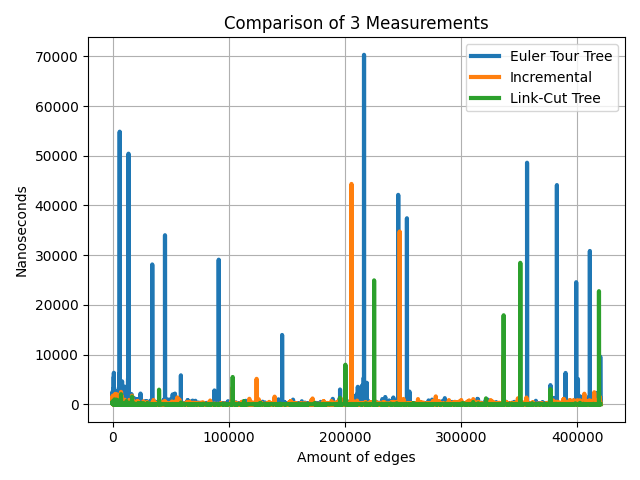 Comparison of 3 Measurements
Euler Tour Tree
Incremental
Link-Cut Tree
Nanoseconds
70000
60000
50000
40000
30000
20000
10000
0
0
100000
200000
300000
400000
Amount of edges